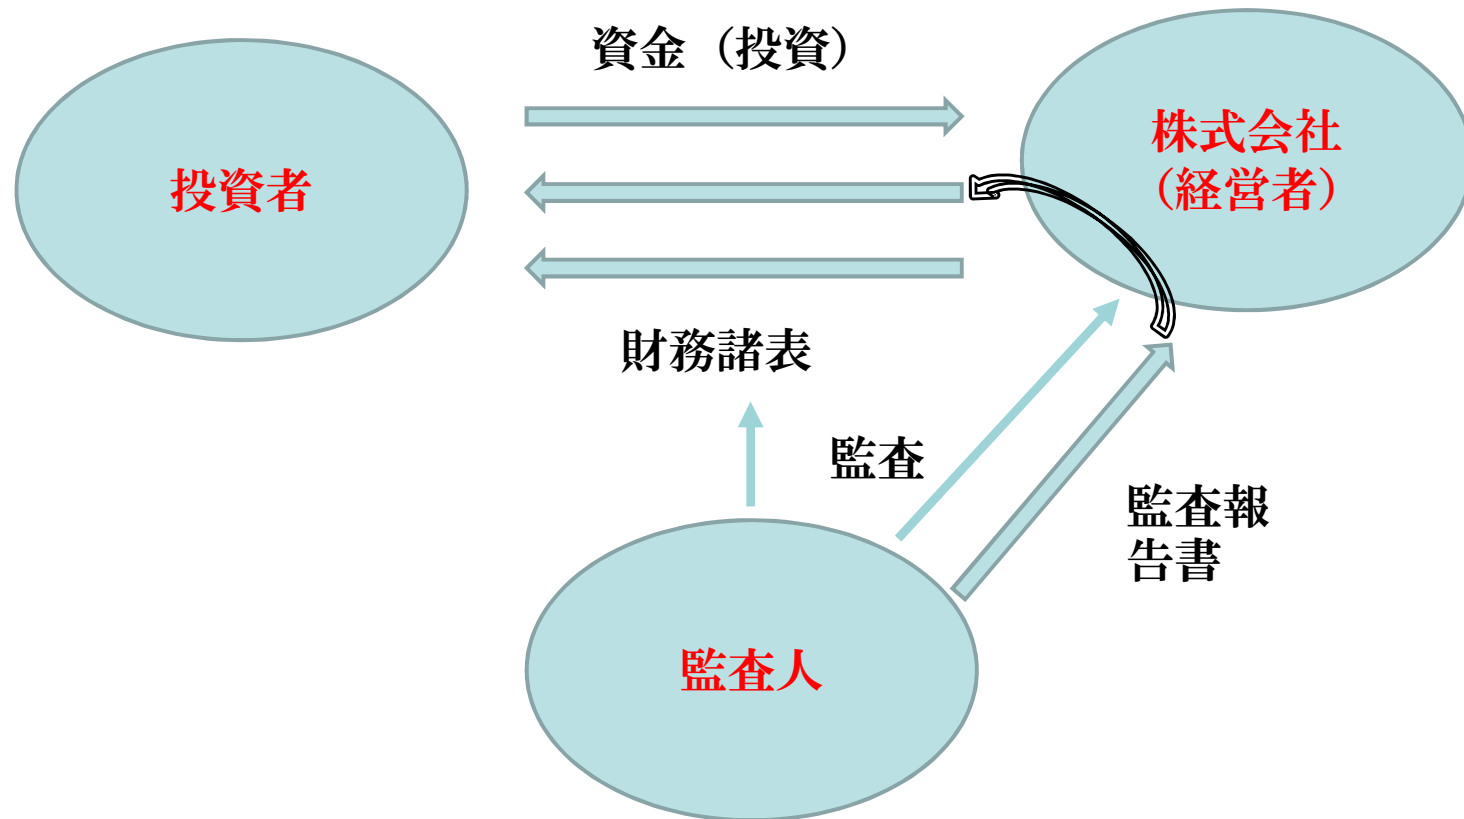 資金（投資）
株式会社
（経営者）
投資者
財務諸表
監査
監査報
告書
監査人